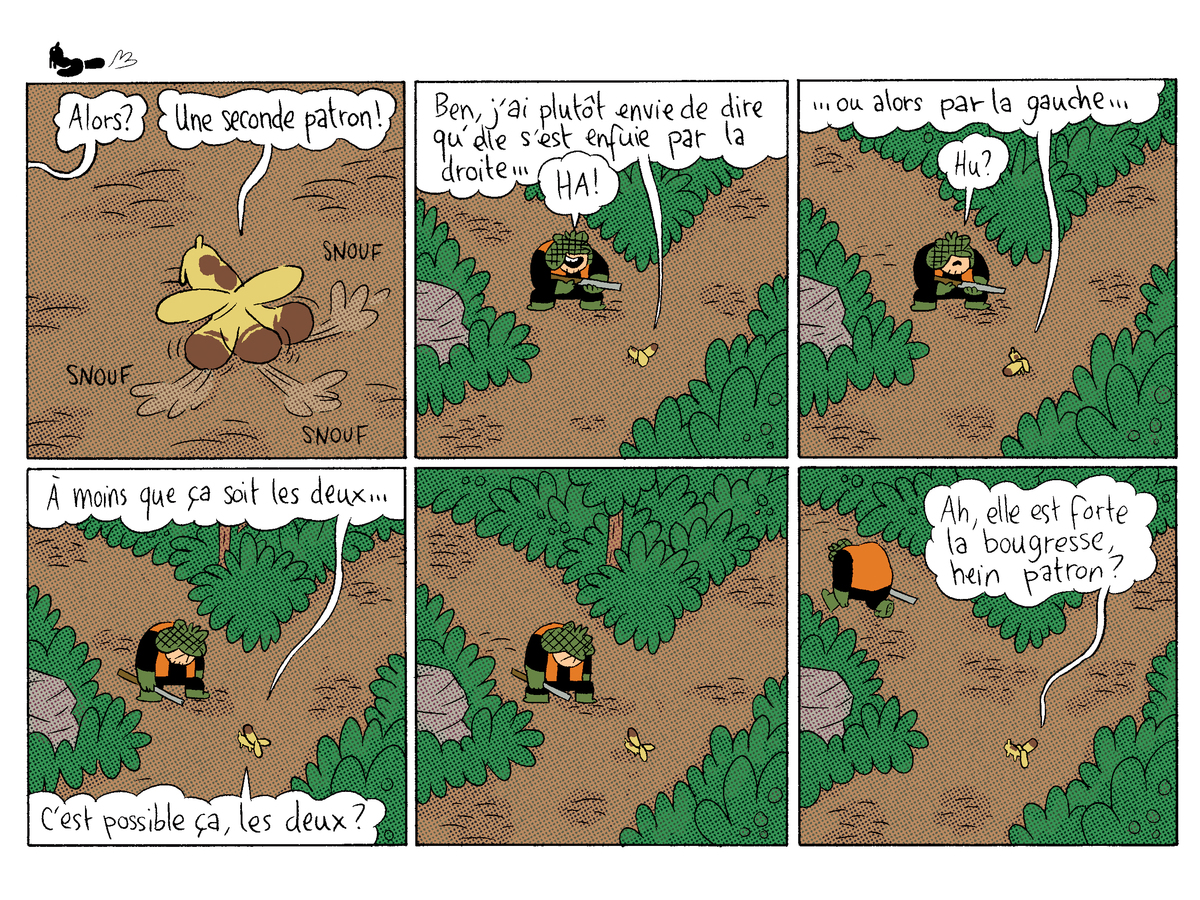 Alors?
Une seconde patron!
SNOUF
SNOUF
SNOUF
Ben, j'ai plutôt envie de dire
qu'elle s'est enfuie par la
droite...
HA!
...ou alors par la gauche...
Hu?
À moins que ça soit les deux...
C'est possible ça, les deux?
Ah, elle est forte
la bougresse,
hein patron?